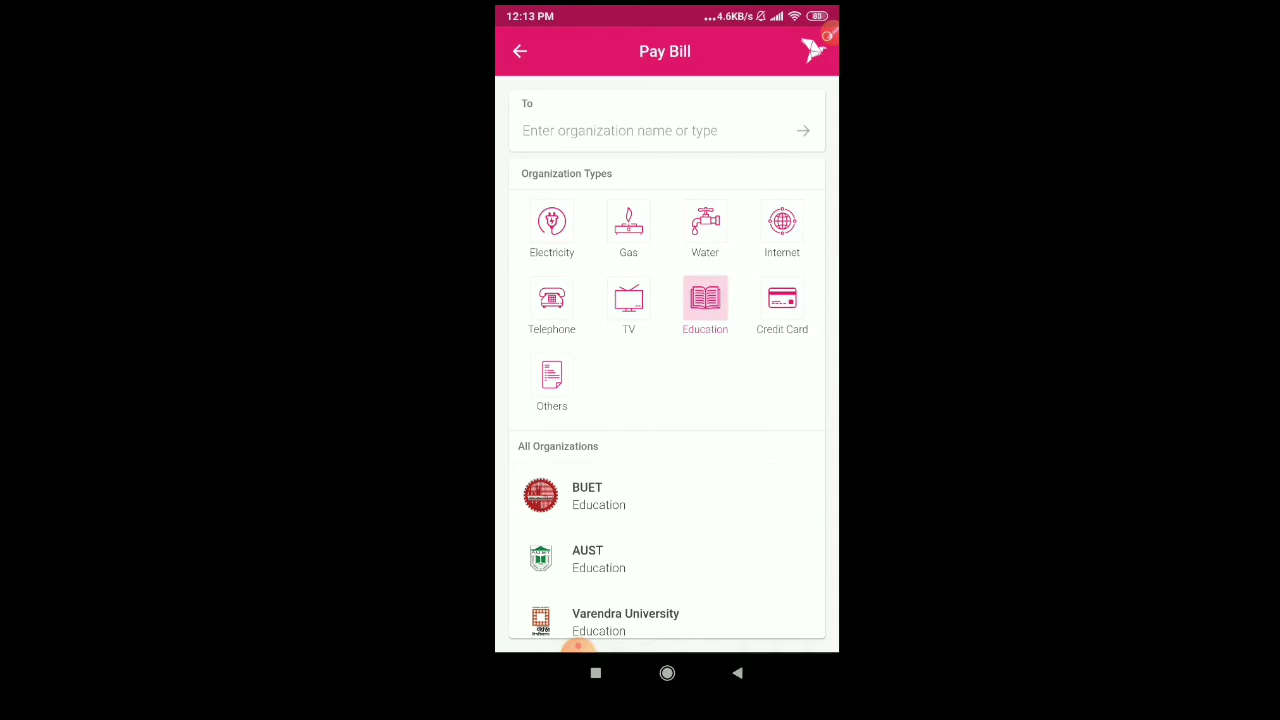 12:13 PM
...4.6KB/s
80
Pay Bill
To
Enter organization name or type
Organization Types
Electricity
Gas
Water
Internet
Telephone
TV
Education
Credit Card
Others
All Organizations
BUET
Education
AUST
Education
Varendra University
Education